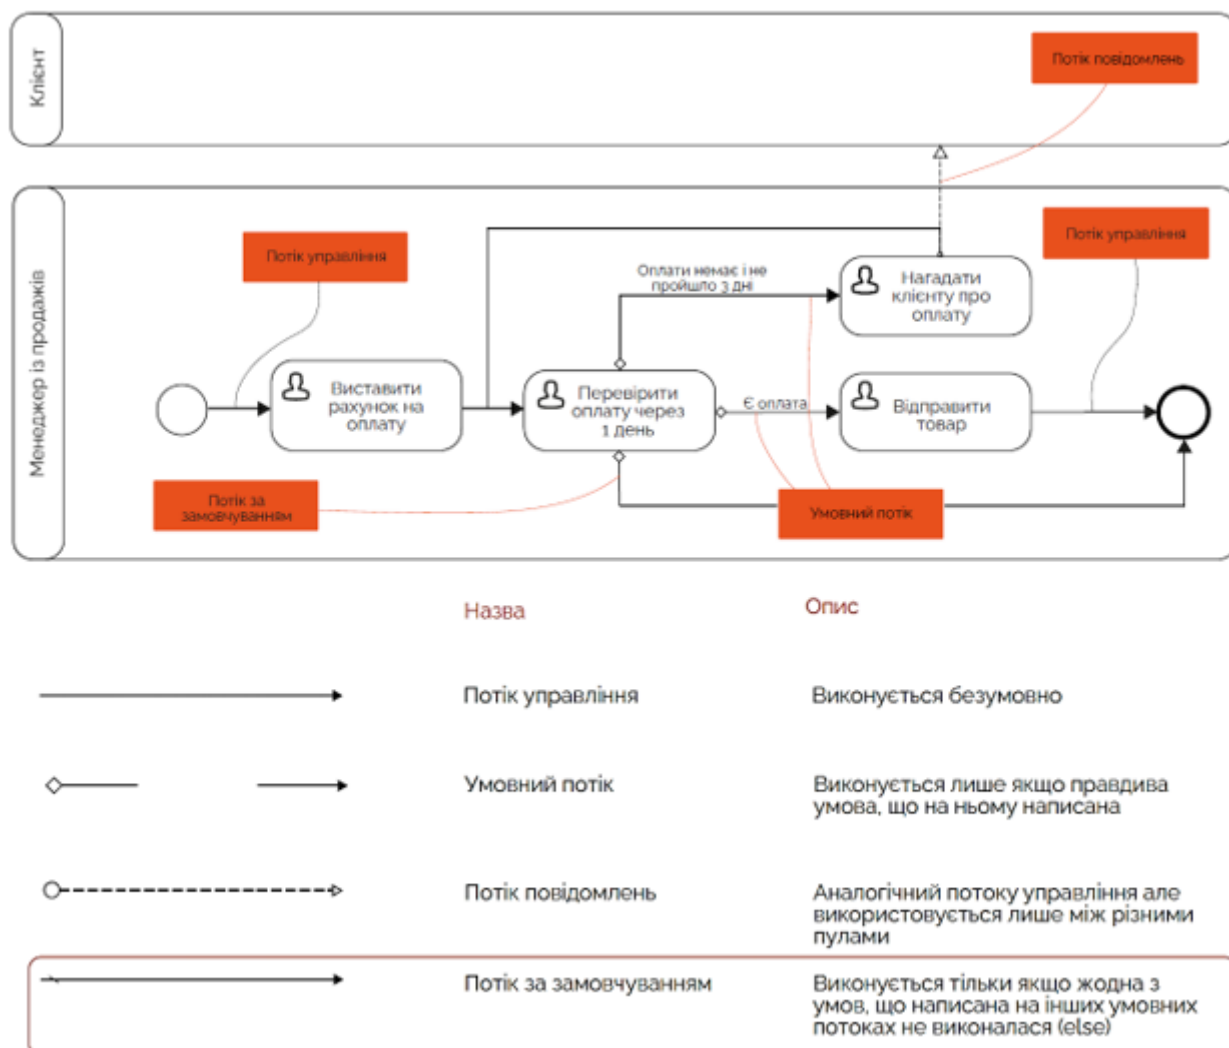 Клієнт
Потік повідомлень
Менеджер із продажів
Потік управління
Потік управління
Оплати немає і не
пройшло 3 дні
Нагадати
клієнту про
оплату
Виставити
рахунок на
оплату
Перевірити
оплату через
1 день
Є оплата
Відправити
товар
Потік за
замовчуванням
Умовний потік
Назва
Опис
Потік управління
Виконується безумовно
Умовний потік
Виконується лише якщо правдива
умова, що на ньому написана
Потік повідомлень
Аналогічний потоку управління але
використовується лише між різними
пулами
Потік за замовчуванням
Виконується тільки якщо жодна з
умов, що написана на інших умовних
потоках не виконалася (else)